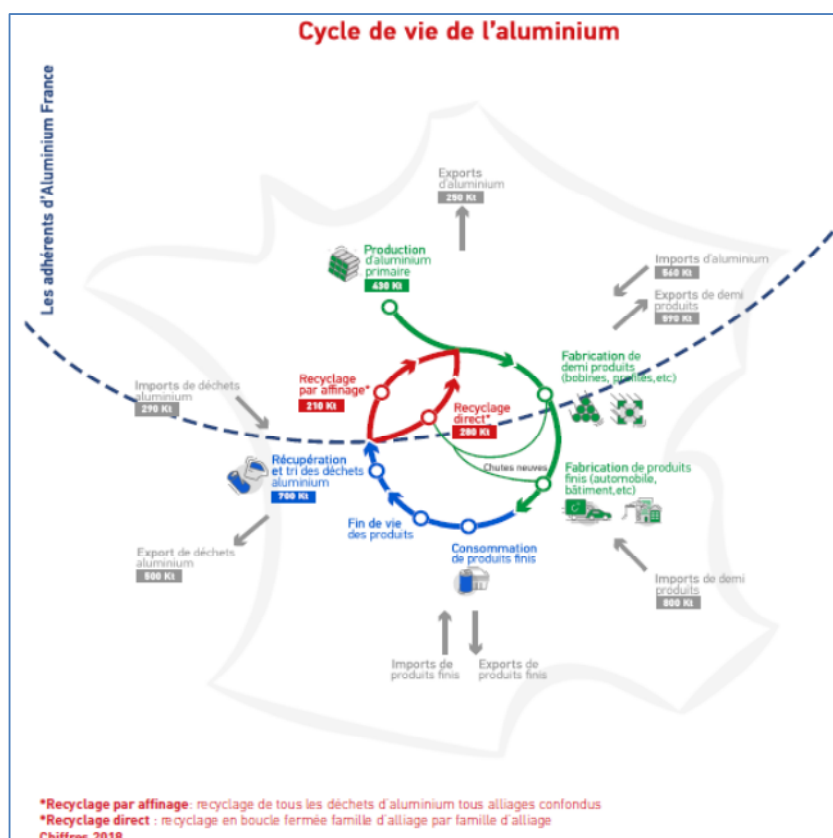 Cycle de vie de l'aluminium
Les adhérents d'Aluminium France
Exports
d'aluminium
250 Kt
Production
d'aluminium
primaire
430 Kt
Imports d'aluminium
560 Kt
Exports de demi
produits
590 Kt
Fabrication de
demi produits
(bobines, profilés,etc)
Imports de déchets
aluminium
290 Kt
Recyclage
par affinage*
210 Kt
Recyclage
direct*
280 Kt
Chutes neuves
Récupération
et tri des déchets
aluminium
700 Kt
Fabrication de produits
finis (automobile,
bâtiment,etc)
Fin de vie
des produits
Consommation
de produits finis
Export de déchets
aluminium
500 Kt
Imports de demi
produits
800 Kt
Imports de
produits finis
Exports de
produits finis
*Recyclage par affinage: recyclage de tous les déchets d'aluminium tous alliages confondus
*Recyclage direct : recyclage en boucle fermée famille d'alliage par famille d'alliage
Chiffres 2018